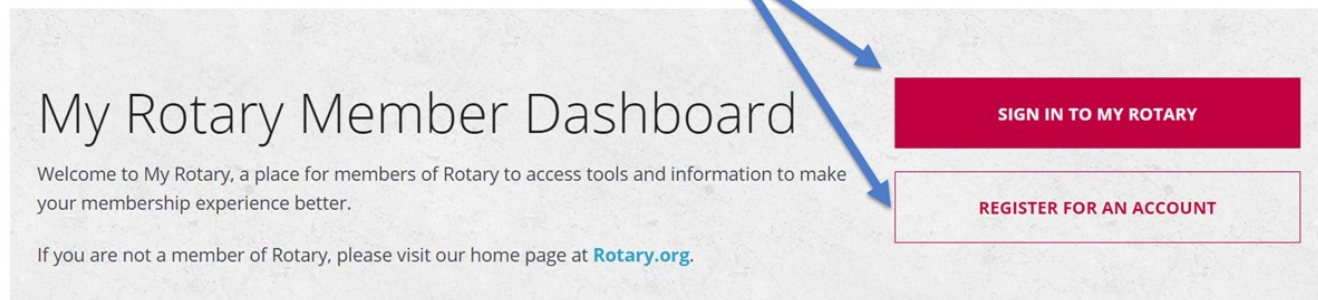 My Rotary Member Dashboard
Welcome to My Rotary, a place for members of Rotary to access tools and information to make
your membership experience better.
If you are not a member of Rotary, please visit our home page at Rotary.org.
SIGN IN TO MY ROTARY
REGISTER FOR AN ACCOUNT